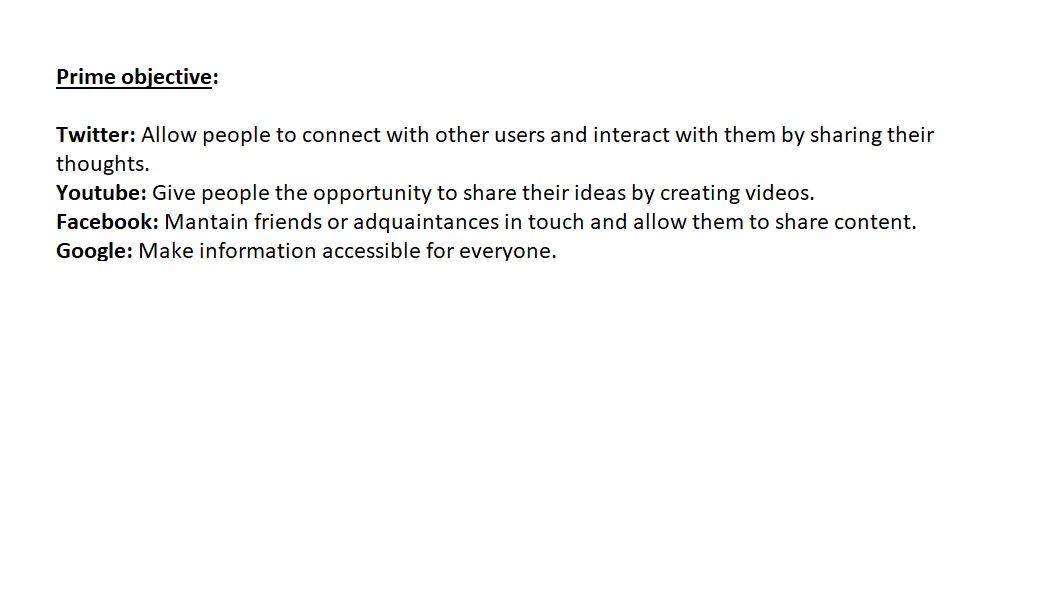 Prime objective:
Twitter: Allow people to connect with other users and interact with them by sharing their
thoughts.
Youtube: Give people the opportunity to share their ideas by creating videos.
Facebook: Mantain friends or adquaintances in touch and allow them to share content.
Google: Make information accessible for everyone.